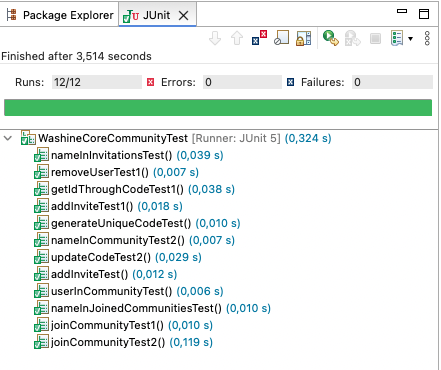 Package Explorer JUnit
Finished after 3,514 seconds
Runs: 12/12 Errors: 0 Failures: 0
WashineCoreCommunityTest [Runner: JUnit 5] (0,324 s)
nameInInvitationsTest() (0,039 s)
removeUserTest1() (0,007 s)
getIdThroughCodeTest1() (0,038 s)
addInviteTest1() (0,018 s)
generateUniqueCodeTest() (0,010 s)
nameInCommunityTest2() (0,007 s)
updateCodeTest2() (0,029 s)
addInviteTest() (0,012 s)
userInCommunityTest() (0,006 s)
nameInJoinedCommunitiesTest() (0,010 s)
joinCommunityTest1() (0,010 s)
joinCommunityTest2() (0,119 s)